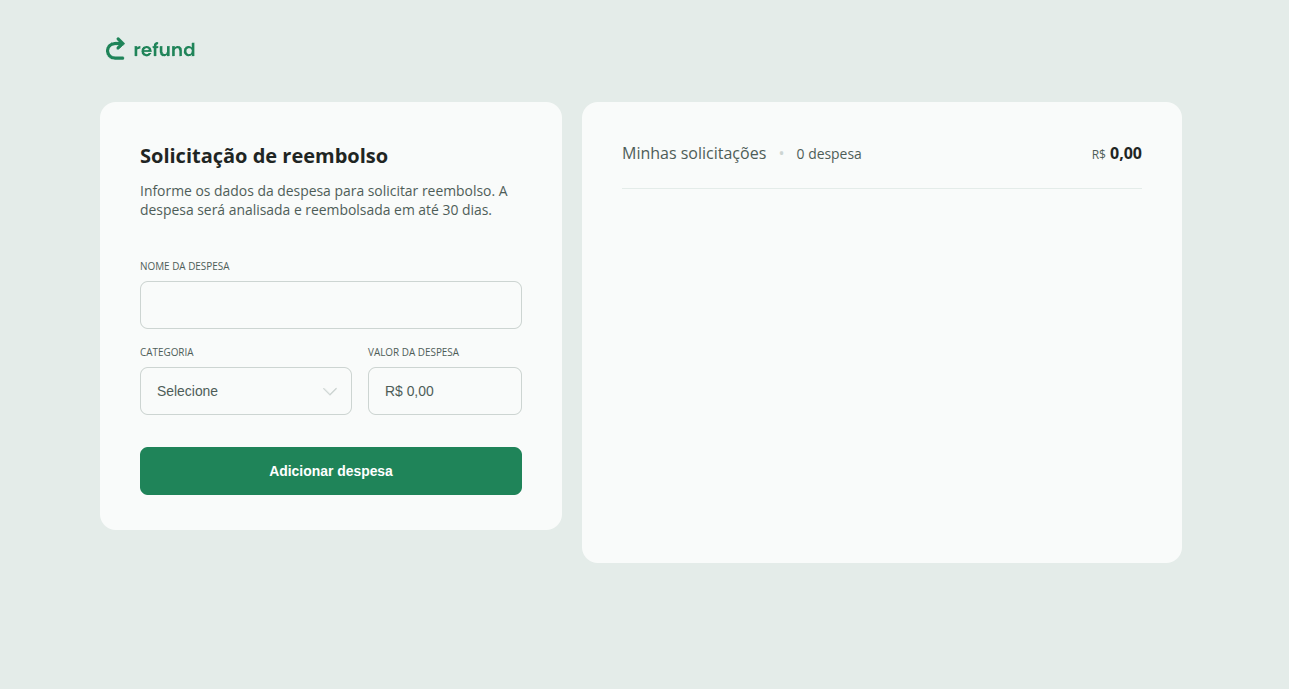 refund
Solicitação de reembolso
Informe os dados da despesa para solicitar reembolso. A
despesa será analisada e reembolsada em até 30 dias.
NOME DA DESPESA
CATEGORIA
VALOR DA DESPESA
Selecione
R$ 0,00
Adicionar despesa
Minhas solicitações • 0 despesa
R$ 0,00